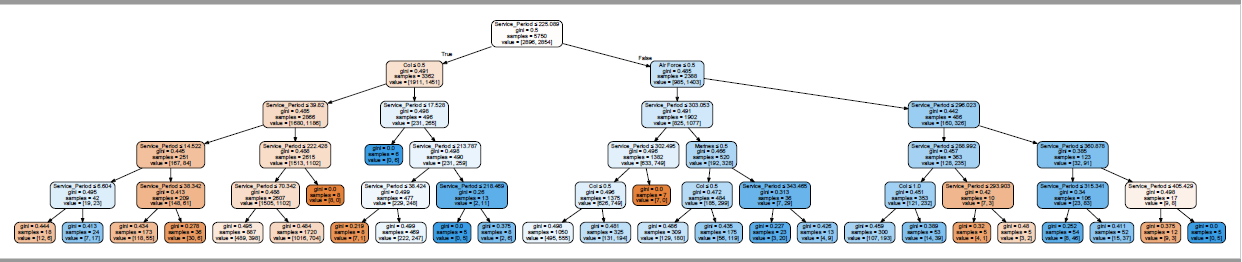 Service_Period ≤ 225.089
gini = 0.5
samples = 5750
value = [2896, 2854]
True
False
Col ≤ 0.5
gini = 0.491
samples = 3362
value = [1911, 1451]
Air Force ≤ 0.5
gini = 0.485
samples = 2388
value = [985, 1403]
Service_Period ≤ 39.82
gini = 0.485
samples = 2866
value = [1680, 1186]
Service_Period ≤ 17.528
gini = 0.498
samples = 496
value = [231, 265]
Service_Period ≤ 303.053
gini = 0.491
samples = 1902
value = [825, 1077]
Service_Period ≤ 296.023
gini = 0.442
samples = 486
value = [160, 326]
Service_Period ≤ 14.522
gini = 0.445
samples = 251
value = [167, 84]
Service_Period ≤ 222.428
gini = 0.488
samples = 2615
value = [1513, 1102]
gini = 0.0
samples = 6
value = [0, 6]
Service_Period ≤ 213.787
gini = 0.498
samples = 490
value = [231, 259]
Service_Period ≤ 302.495
gini = 0.496
samples = 1382
value = [633, 749]
Marines ≤ 0.5
gini = 0.466
samples = 520
value = [192, 328]
Service_Period ≤ 288.992
gini = 0.457
samples = 363
value = [128, 235]
Service_Period ≤ 360.878
gini = 0.385
samples = 123
value = [32, 91]
Service_Period ≤ 6.604
gini = 0.495
samples = 42
value = [19, 23]
Service_Period ≤ 38.342
gini = 0.413
samples = 209
value = [148, 61]
Service_Period ≤ 70.342
gini = 0.488
samples = 2607
value = [1505, 1102]
gini = 0.0
samples = 8
value = [8, 0]
Service_Period ≤ 36.424
gini = 0.499
samples = 477
value = [229, 248]
Service_Period ≤ 218.469
gini = 0.26
samples = 13
value = [2, 11]
Col ≤ 0.5
gini = 0.496
samples = 1375
value = [626, 749]
gini = 0.0
samples = 7
value = [7, 0]
Col ≤ 0.5
gini = 0.472
samples = 484
value = [185, 299]
Service_Period ≤ 343.465
gini = 0.313
samples = 36
value = [7, 29]
Col ≤ 1.0
gini = 0.451
samples = 353
value = [121, 232]
Service_Period ≤ 293.903
gini = 0.42
samples = 10
value = [7, 3]
Service_Period ≤ 315.341
gini = 0.34
samples = 106
value = [23, 83]
Service_Period ≤ 405.429
gini = 0.498
samples = 17
value = [9, 8]
gini = 0.444
samples = 18
value = [12, 6]
gini = 0.413
samples = 24
value = [7, 17]
gini = 0.434
samples = 173
value = [118, 55]
gini = 0.278
samples = 36
value = [30, 6]
gini = 0.495
samples = 887
value = [489, 398]
gini = 0.484
samples = 1720
value = [1016, 704]
gini = 0.219
samples = 8
value = [7, 1]
gini = 0.499
samples = 469
value = [222, 247]
gini = 0.0
samples = 5
value = [0, 5]
gini = 0.375
samples = 8
value = [2, 6]
gini = 0.498
samples = 1050
value = [495, 555]
gini = 0.481
samples = 325
value = [131, 194]
gini = 0.486
samples = 309
value = [129, 180]
gini = 0.435
samples = 175
value = [56, 119]
gini = 0.227
samples = 23
value = [3, 20]
gini = 0.426
samples = 13
value = [4, 9]
gini = 0.459
samples = 300
value = [107, 193]
gini = 0.389
samples = 53
value = [14, 39]
gini = 0.32
samples = 5
value = [4, 1]
gini = 0.48
samples = 5
value = [3, 2]
gini = 0.252
samples = 54
value = [8, 46]
gini = 0.411
samples = 52
value = [15, 37]
gini = 0.375
samples = 12
value = [9, 3]
gini = 0.0
samples = 5
value = [0, 5]